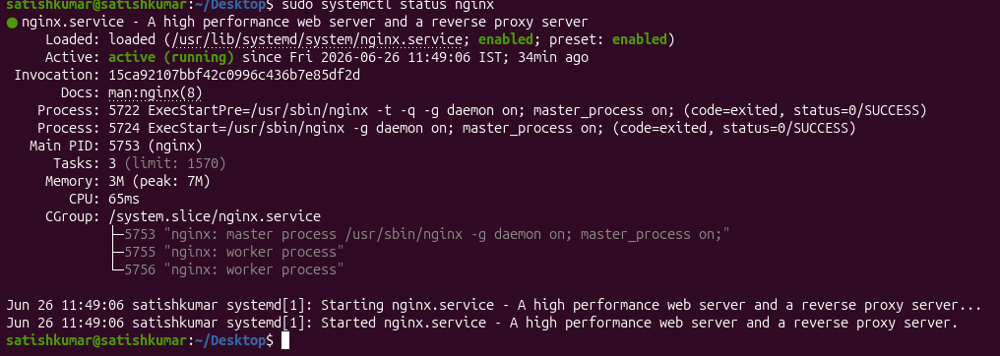 satishkumar@satishkumar:~/Desktop$ sudo systemctl status nginx
● nginx.service - A high performance web server and a reverse proxy server
     Loaded: loaded (/usr/lib/systemd/system/nginx.service; enabled; preset: enabled)
     Active: active (running) since Fri 2026-06-26 11:49:06 IST; 34min ago
 Invocation: 15ca92107bbf42c0996c436b7e85df2d
       Docs: man:nginx(8)
    Process: 5722 ExecStartPre=/usr/sbin/nginx -t -q -g daemon on; master_process on; (code=exited, status=0/SUCCESS)
    Process: 5724 ExecStart=/usr/sbin/nginx -g daemon on; master_process on; (code=exited, status=0/SUCCESS)
   Main PID: 5753 (nginx)
      Tasks: 3 (limit: 1570)
     Memory: 3M (peak: 7M)
        CPU: 65ms
     CGroup: /system.slice/nginx.service
             ├─5753 "nginx: master process /usr/sbin/nginx -g daemon on; master_process on;"
             ├─5755 "nginx: worker process"
             └─5756 "nginx: worker process"
Jun 26 11:49:06 satishkumar systemd[1]: Starting nginx.service - A high performance web server and a reverse proxy server...
Jun 26 11:49:06 satishkumar systemd[1]: Started nginx.service - A high performance web server and a reverse proxy server.
satishkumar@satishkumar:~/Desktop$